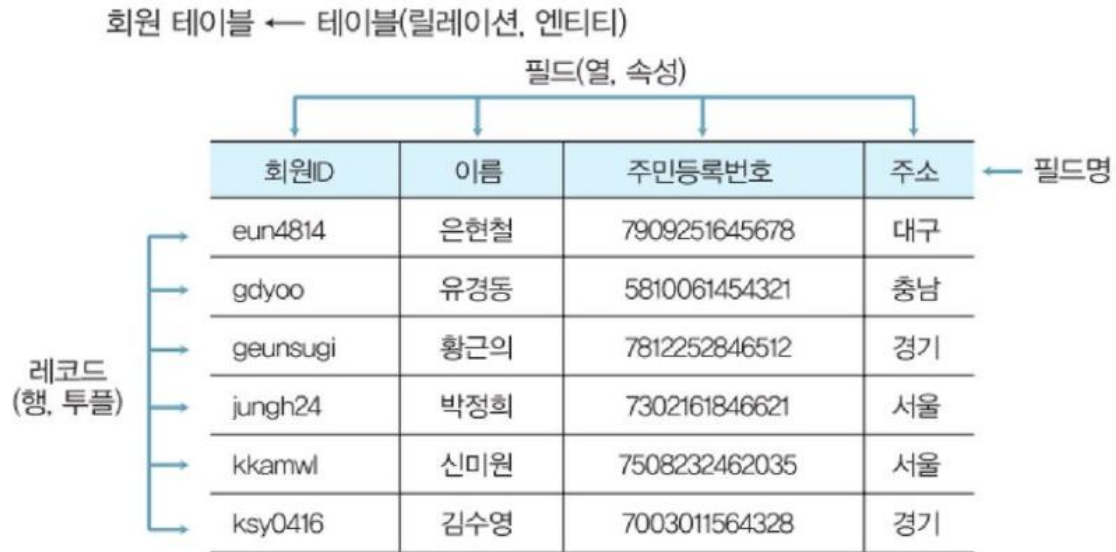 회원 테이블 ← 테이블(릴레이션, 엔티티)
필드(열, 속성)
회원ID 이름 주민등록번호 주소 ← 필드명
eun4814 은현철 7909251645678 대구
gdyoo 유경동 5810061454321 충남
geunsugi 황근의 7812252846512 경기
레코드
(행, 투플)
jungh24 박정희 7302161846621 서울
kkamwl 신미원 7508232462035 서울
ksy0416 김수영 7003011564328 경기